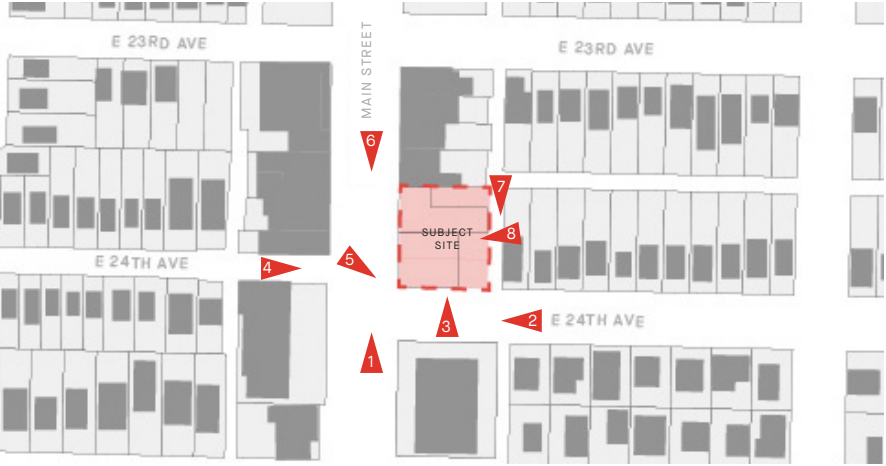 E 23RD AVE
E 23RD AVE
MAIN STREET
6
7
SUBJECT
SITE
8
E 24TH AVE
4
5
3
2
E 24TH AVE
1